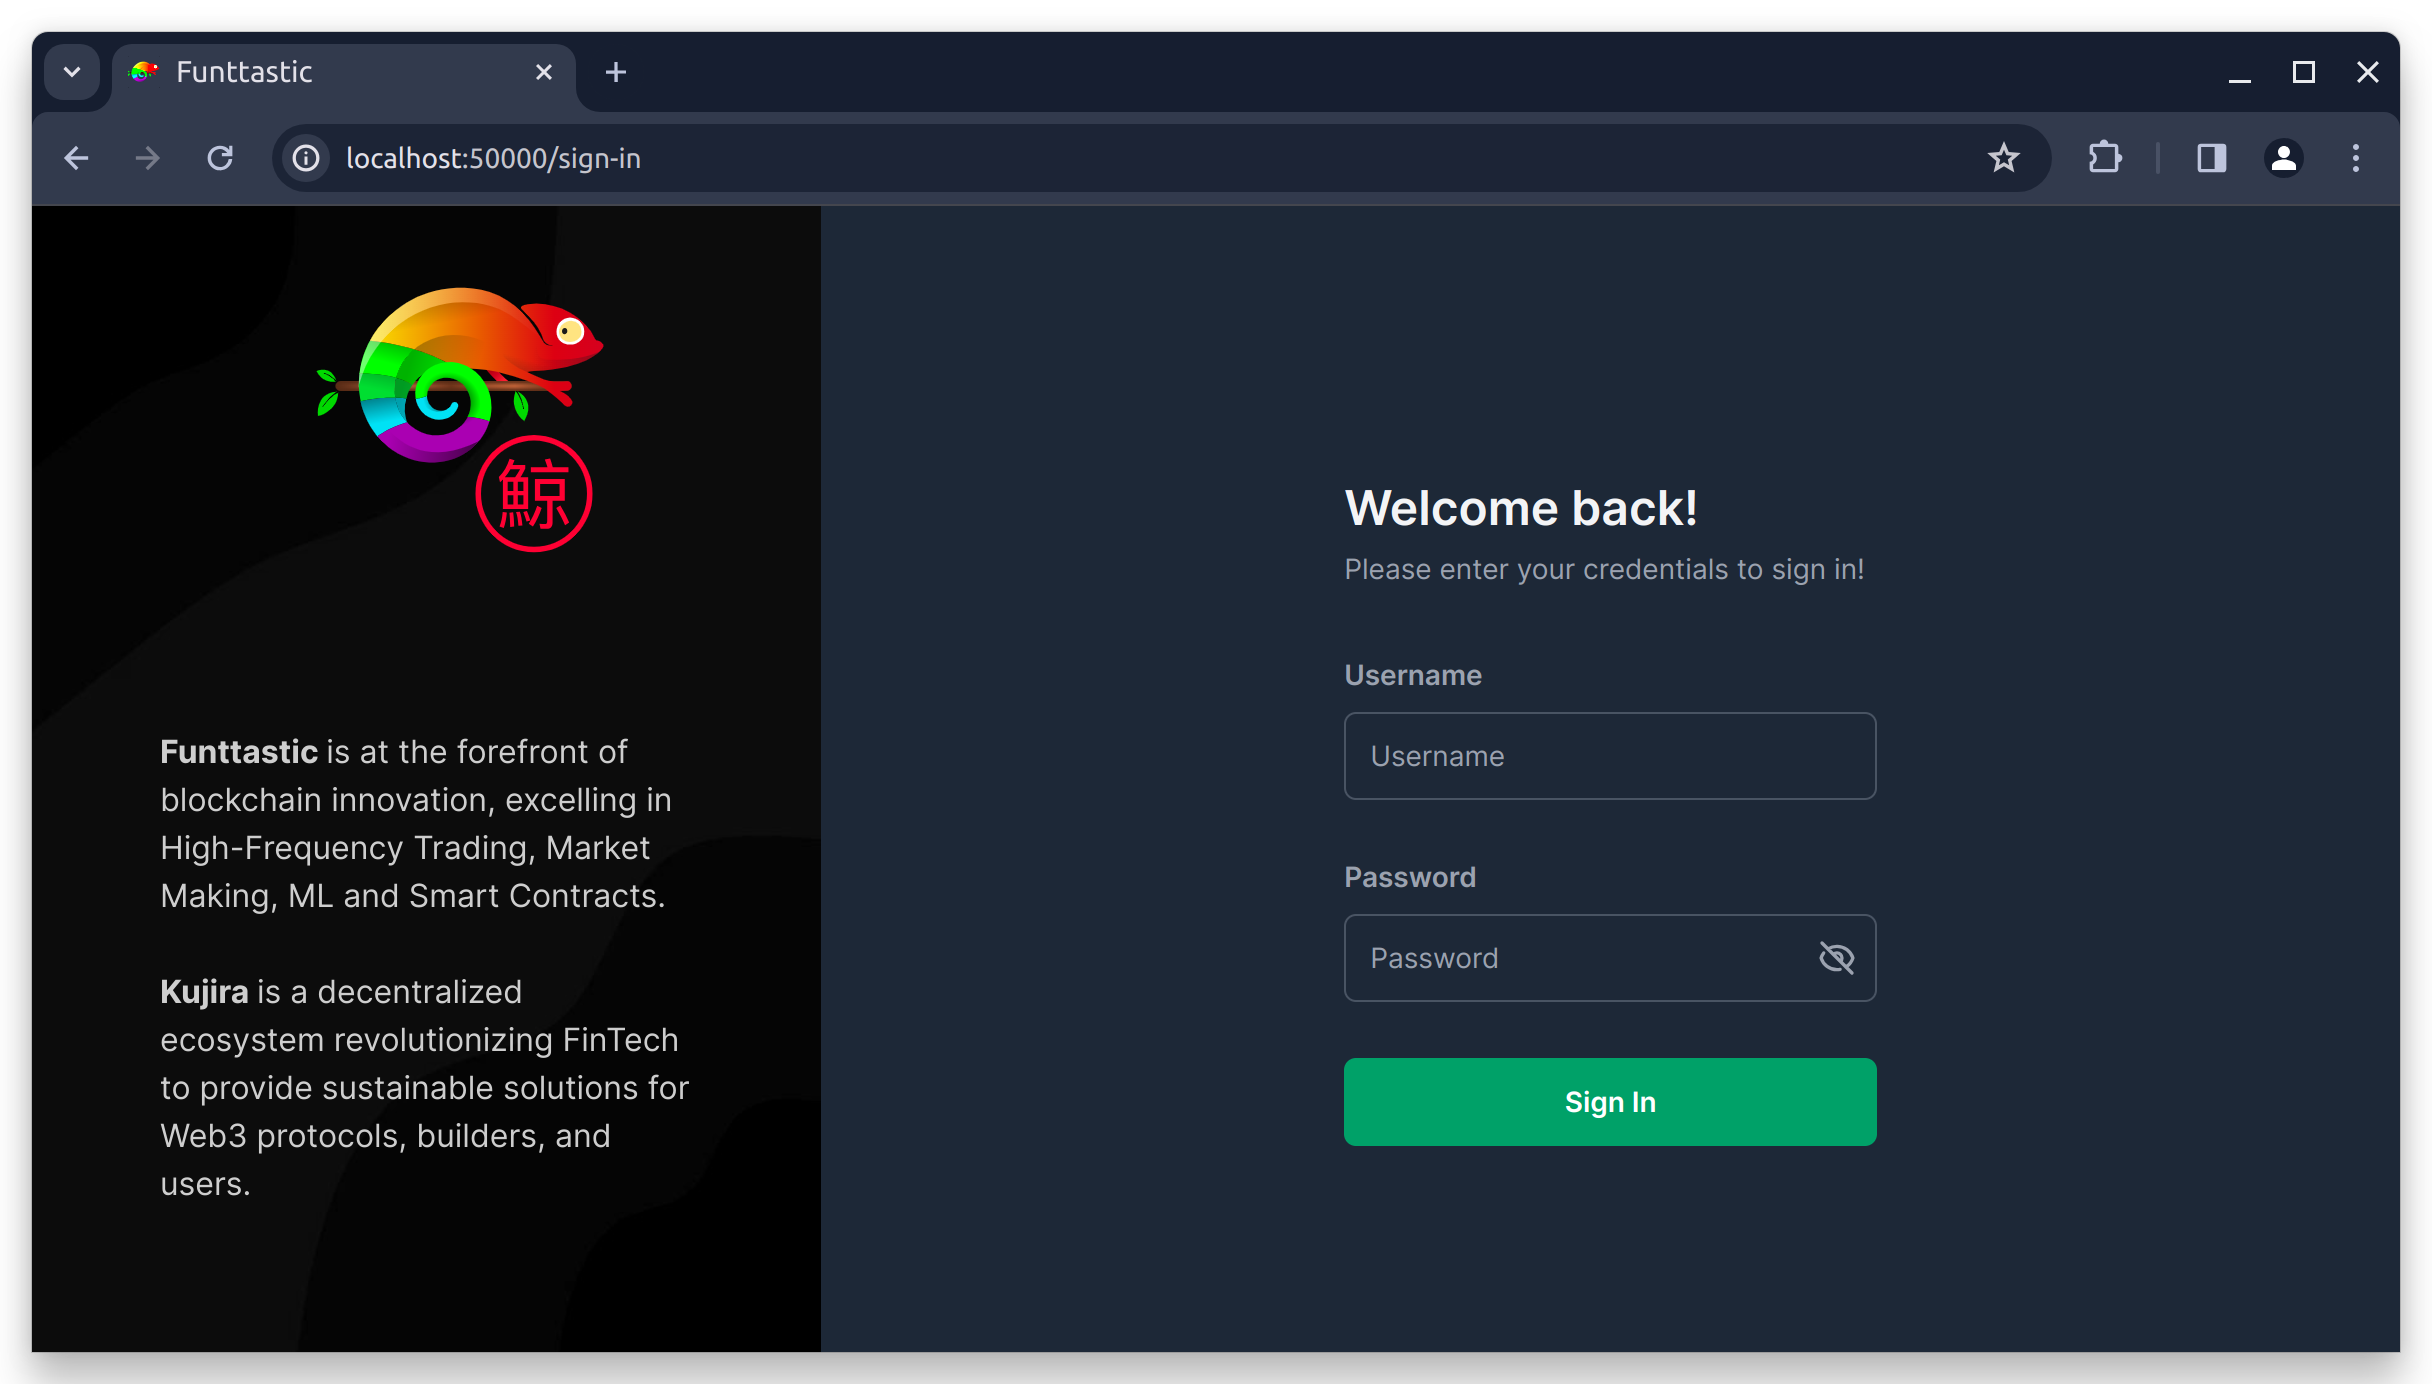 Funttastic
localhost:50000/sign-in
鯨
Funttastic is at the forefront of
blockchain innovation, excelling in
High-Frequency Trading, Market
Making, ML and Smart Contracts.
Kujira is a decentralized
ecosystem revolutionizing FinTech
to provide sustainable solutions for
Web3 protocols, builders, and
users.
Welcome back!
Please enter your credentials to sign in!
Username
Username
Password
Password
Sign In